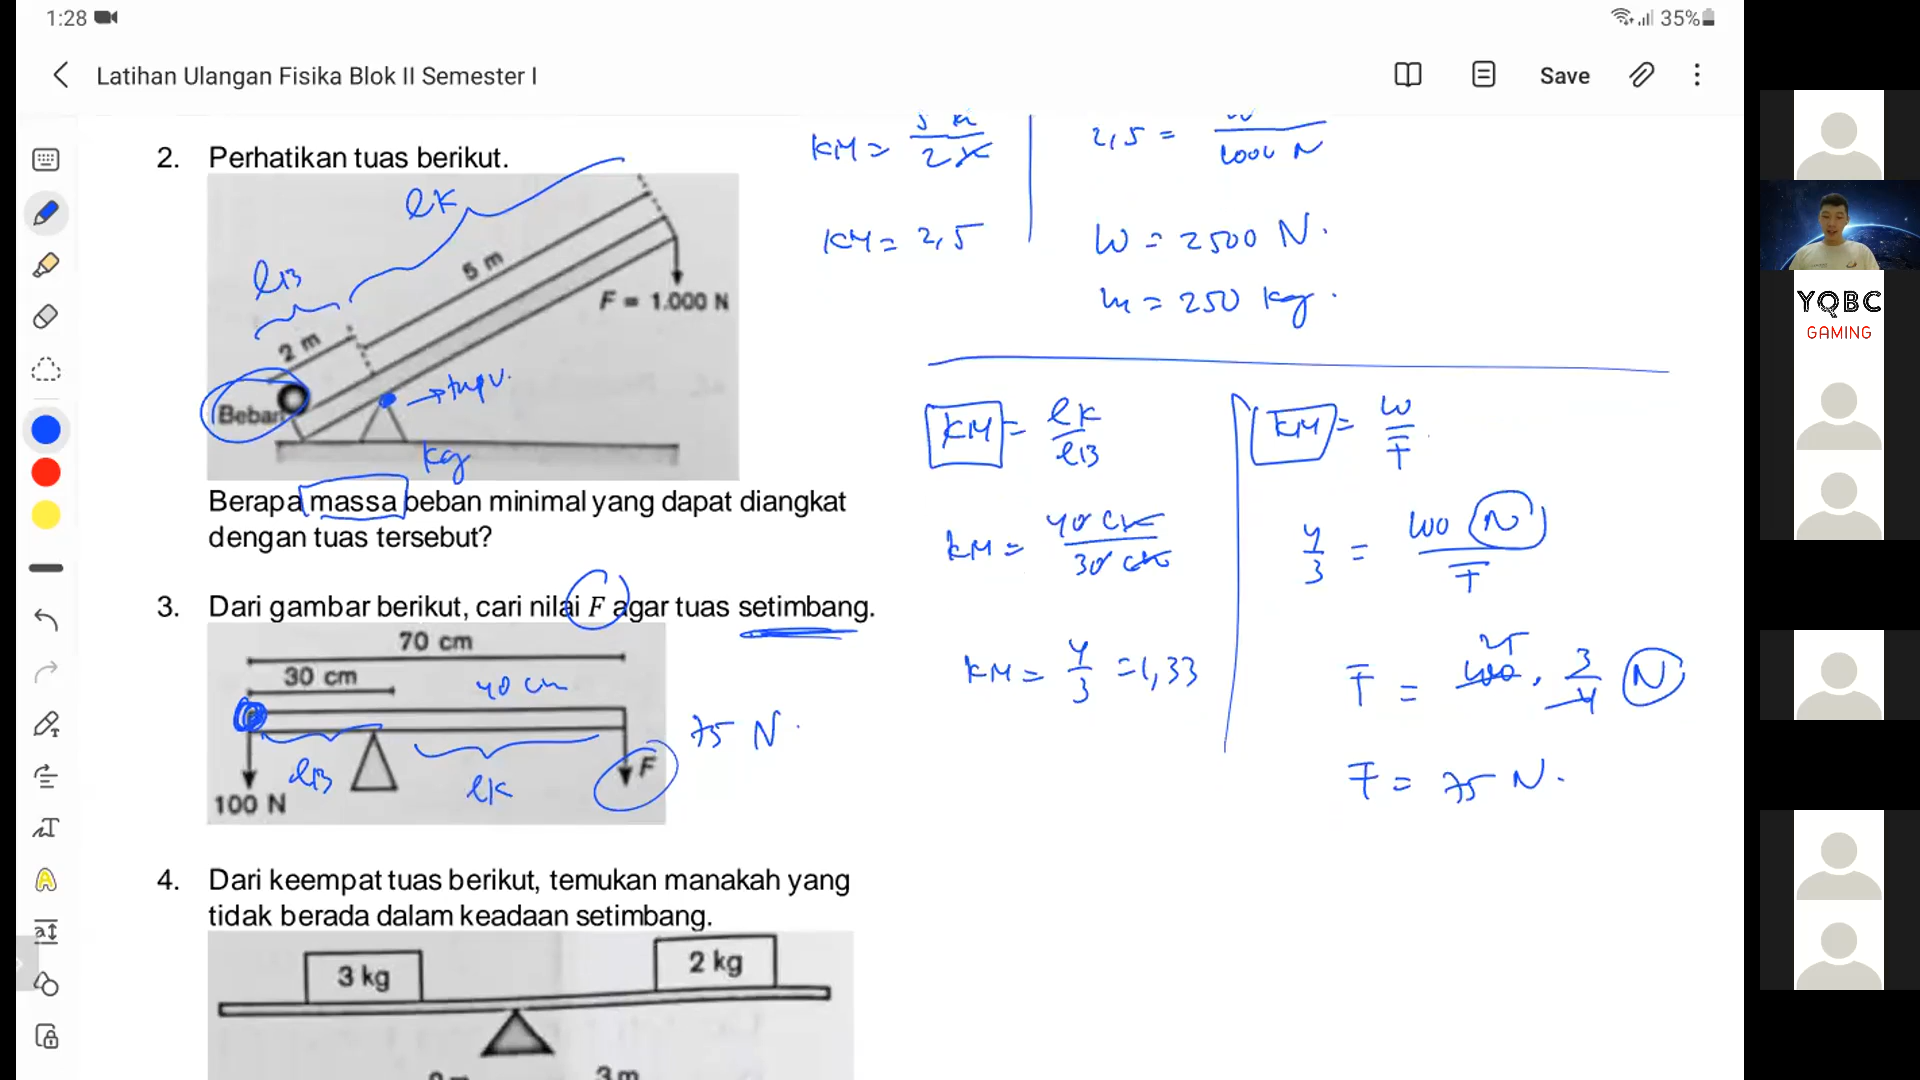 1:28
35%
Latihan Ulangan Fisika Blok II Semester I
Save
2. Perhatikan tuas berikut.
lK
lB
5 m
2 m
F = 1.000 N
Beban
kg
Berapa massa beban minimal yang dapat diangkat
dengan tuas tersebut?
3. Dari gambar berikut, cari nilai F agar tuas setimbang.
70 cm
30 cm
40 cm
lB
lK
F
100 N
75 N.
4. Dari keempat tuas berikut, temukan manakah yang
tidak berada dalam keadaan setimbang.
3 kg
2 kg
3 m
KM =
2,5 =
1000 N
KM = 2,5
W = 2500 N.
m = 250 kg.
KM = lK / lB
KM = 40 cm / 30 cm
KM = 4/3 = 1,33
KM = W / F
4/3 = 100 N / F
25
F = 100 . 3/4 N
F = 75 N.
YQBC
GAMING